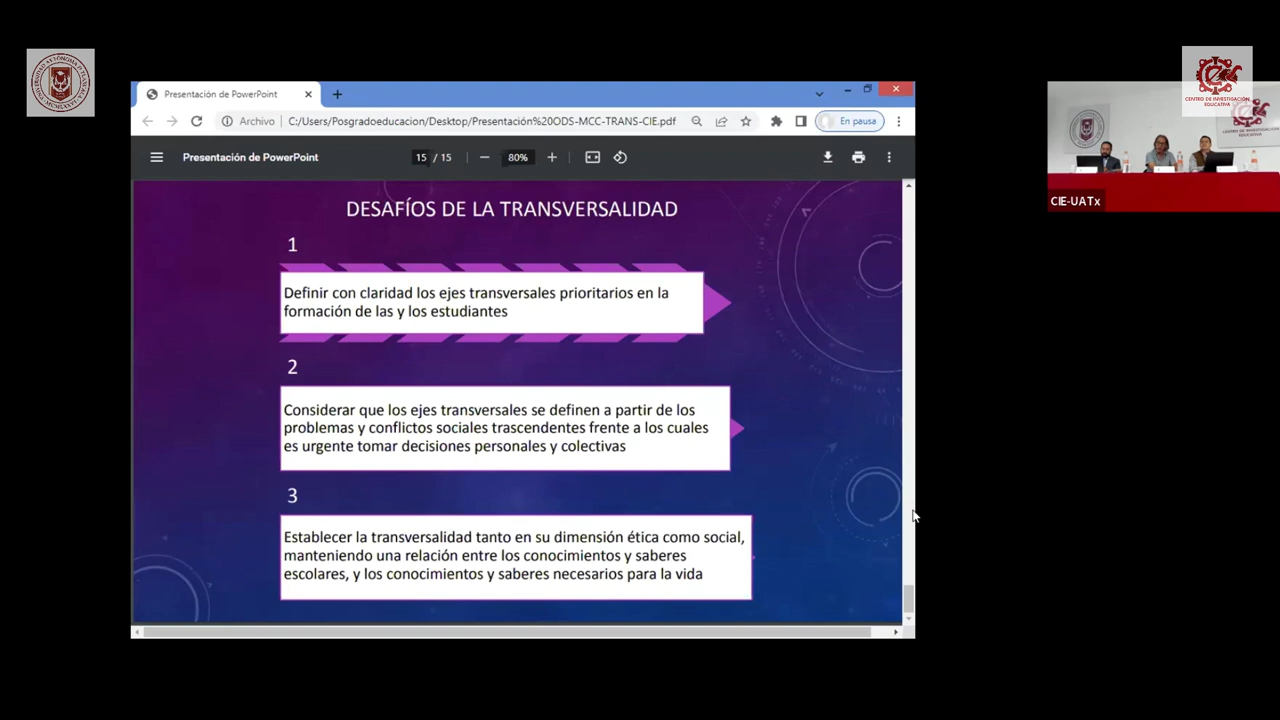 Presentación de PowerPoint
Archivo
C:/Users/Posgradoeducacion/Desktop/Presentación%20ODS-MCC-TRANS-CIE.pdf
En pausa
Presentación de PowerPoint
15 / 15
80%
DESAFÍOS DE LA TRANSVERSALIDAD
1
Definir con claridad los ejes transversales prioritarios en la
formación de las y los estudiantes
2
Considerar que los ejes transversales se definen a partir de los
problemas y conflictos sociales trascendentes frente a los cuales
es urgente tomar decisiones personales y colectivas
3
Establecer la transversalidad tanto en su dimensión ética como social,
manteniendo una relación entre los conocimientos y saberes
escolares, y los conocimientos y saberes necesarios para la vida
CENTRO DE INVESTIGACIÓN
EDUCATIVA
CENTRO DE INVESTIGACIÓN
EDUCATIVA
CIE-UATx